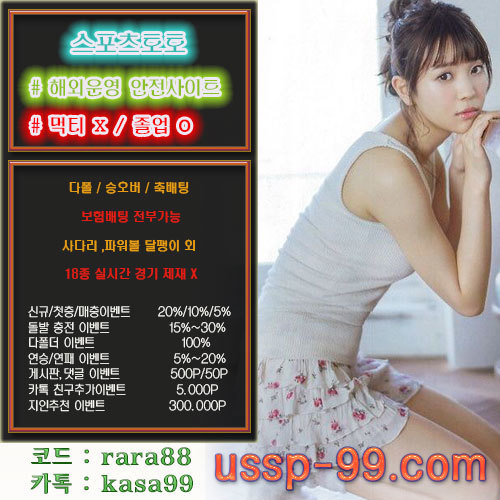 스포츠토토
# 해외운영 안전사이트
# 먹티 X / 졸업 O
다폴 / 승오버 / 축배팅
보험배팅 전부가능
사다리 ,파워볼 달팽이 외
18종 실시간 경기 제재 X
신규/첫충/매충이벤트 20%/10%/5%
돌발 충전 이벤트 15%~30%
다폴더 이벤트 100%
연승/연패 이벤트 5%~20%
게시판,댓글 이벤트 500P/50P
카톡 친구추가이벤트 5.000P
지인추천 이벤트 300.000P
코드 : rara88
카톡 : kasa99
ussp-99.com